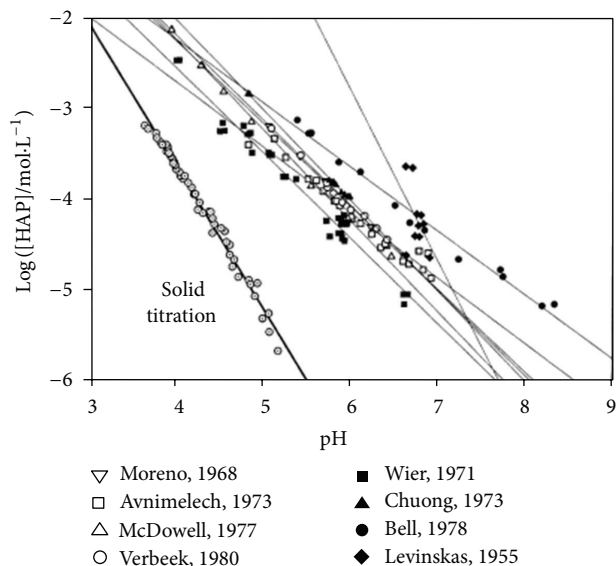 −2
−3
−4
−5
−6
Log ([HAP]/mol·L⁻¹)
Solid
titration
3 4 5 6 7 8 9
pH
Moreno, 1968
Avnimelech, 1973
McDowell, 1977
Verbeek, 1980
Wier, 1971
Chuong, 1973
Bell, 1978
Levinskas, 1955